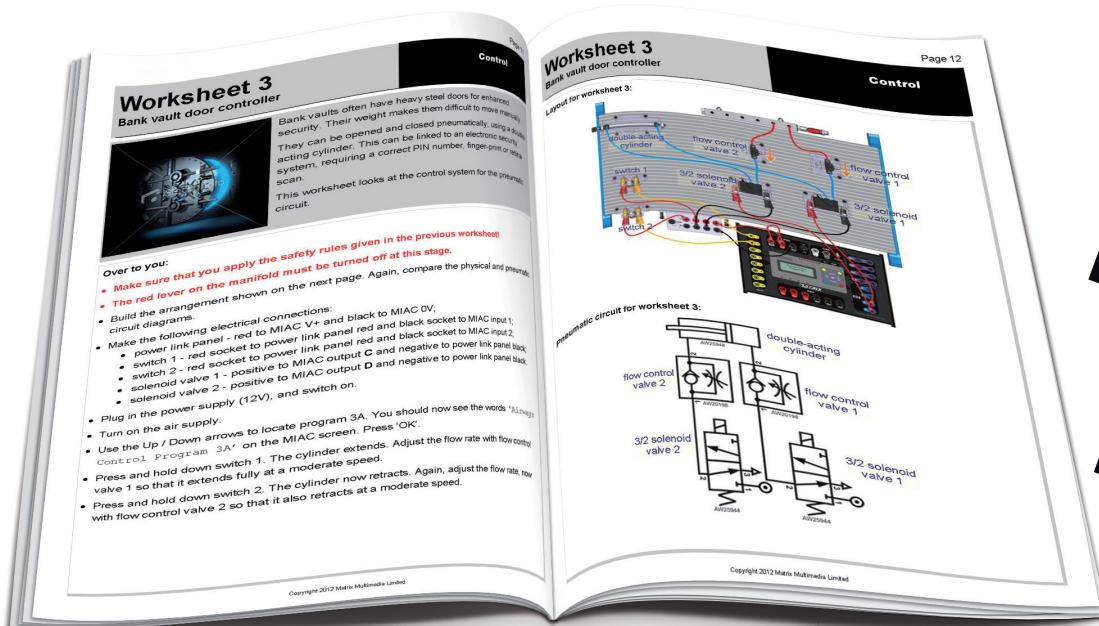 Page 11
Worksheet 3
Bank vault door controller
Control
Bank vaults often have heavy steel doors for enhanced
security. Their weight makes them difficult to move manually.
They can be opened and closed pneumatically, using a double
acting cylinder. This can be linked to an electronic security
system, requiring a correct PIN number, finger-print or retina
scan.
This worksheet looks at the control system for the pneumatic
circuit.
Over to you:
• Make sure that you apply the safety rules given in the previous worksheet!
• The red lever on the manifold must be turned off at this stage.
• Build the arrangement shown on the next page. Again, compare the physical and pneumatic
circuit diagrams.
• Make the following electrical connections:
• power link panel - red to MIAC V+ and black to MIAC 0V;
• switch 1 - red socket to power link panel red and black socket to MIAC input 1;
• switch 2 - red socket to power link panel red and black socket to MIAC input 2;
• solenoid valve 1 - positive to MIAC output C and negative to power link panel black;
• solenoid valve 2 - positive to MIAC output D and negative to power link panel black.
• Plug in the power supply (12V), and switch on.
• Turn on the air supply.
• Use the Up / Down arrows to locate program 3A. You should now see the words 'Airways
Control Program 3A' on the MIAC screen. Press 'OK'.
• Press and hold down switch 1. The cylinder extends. Adjust the flow rate with flow control
valve 1 so that it extends fully at a moderate speed.
• Press and hold down switch 2. The cylinder now retracts. Again, adjust the flow rate, now
with flow control valve 2 so that it also retracts at a moderate speed.
Copyright 2012 Matrix Multimedia Limited
Worksheet 3
Bank vault door controller
Page 12
Control
Layout for worksheet 3:
double-acting
cylinder
flow control
valve 2
flow control
valve 1
switch 1
3/2 solenoid
valve 2
3/2 solenoid
valve 1
switch 2
MATRIX
Pneumatic circuit for worksheet 3:
AW25948
double-acting
cylinder
2
2
flow control
valve 2
flow control
valve 1
1
AW20198
1
AW20198
3/2 solenoid
valve 2
3/2 solenoid
valve 1
2
3
1
2
3
1
AW25944
AW25944
Copyright 2012 Matrix Multimedia Limited